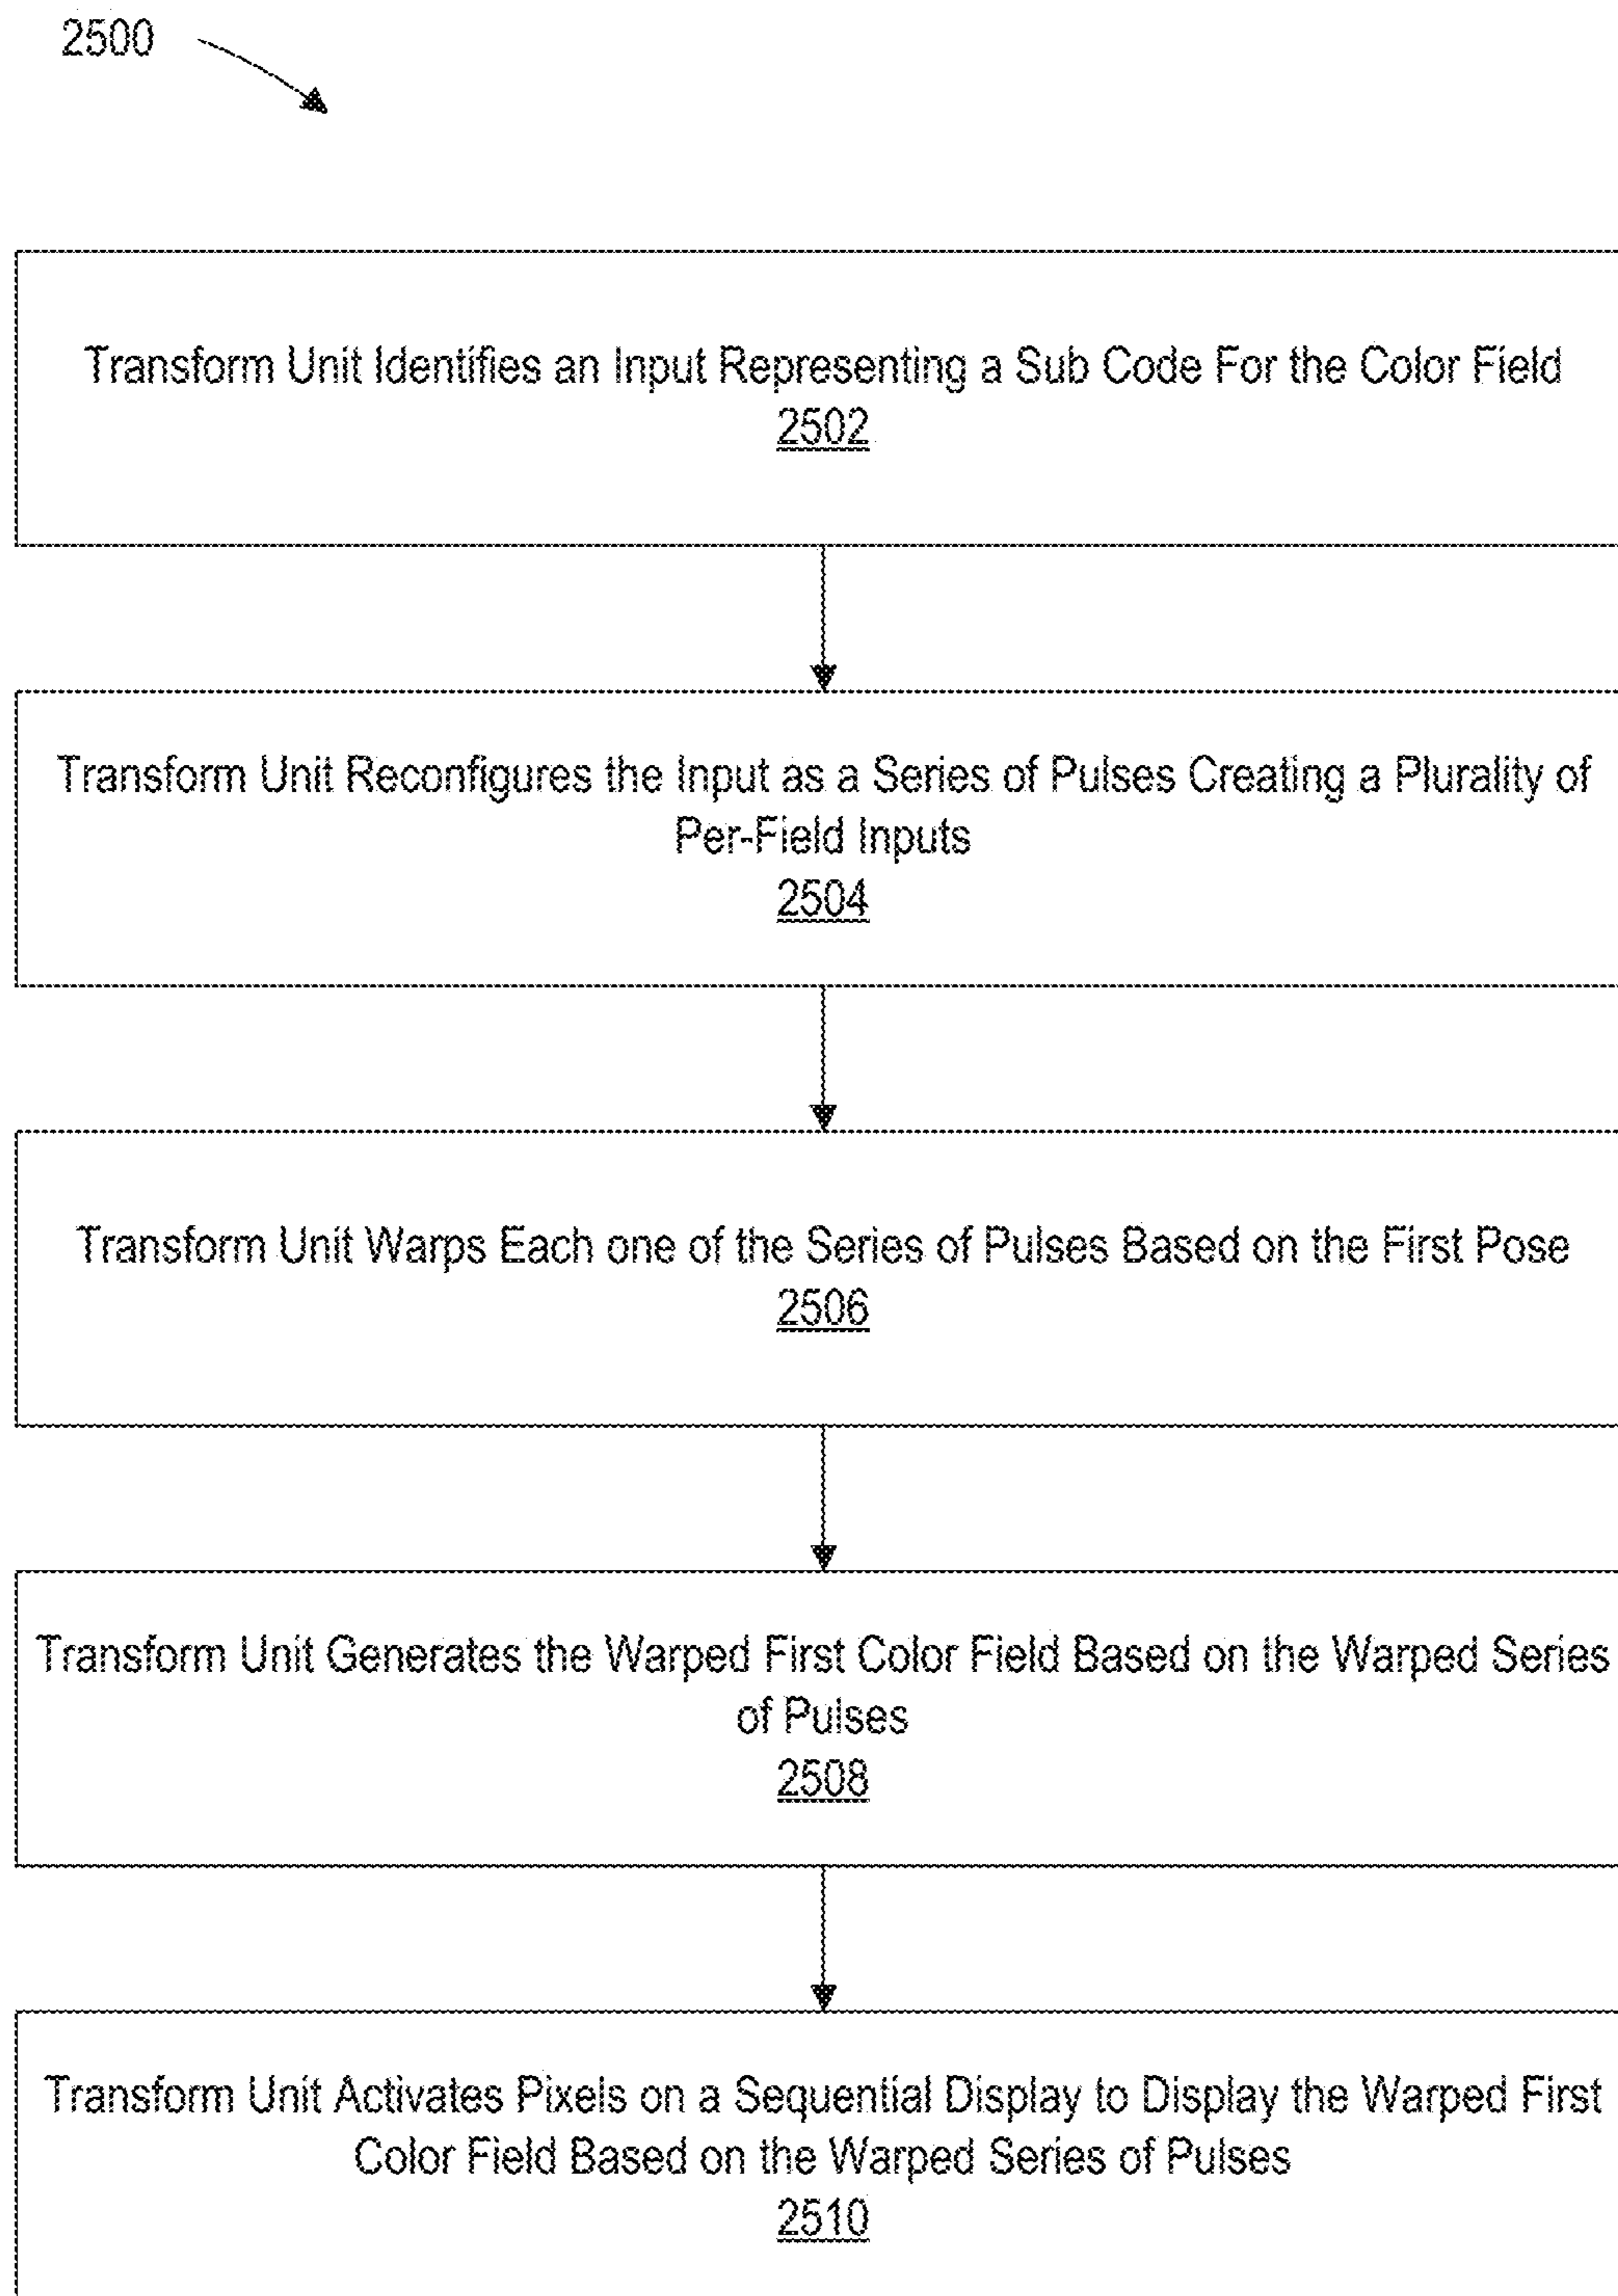 2500
Transform Unit Identifies an Input Representing a Sub Code For the Color Field
2502
Transform Unit Reconfigures the Input as a Series of Pulses Creating a Plurality of
Per-Field Inputs
2504
Transform Unit Warps Each one of the Series of Pulses Based on the First Pose
2506
Transform Unit Generates the Warped First Color Field Based on the Warped Series
of Pulses
2508
Transform Unit Activates Pixels on a Sequential Display to Display the Warped First
Color Field Based on the Warped Series of Pulses
2510